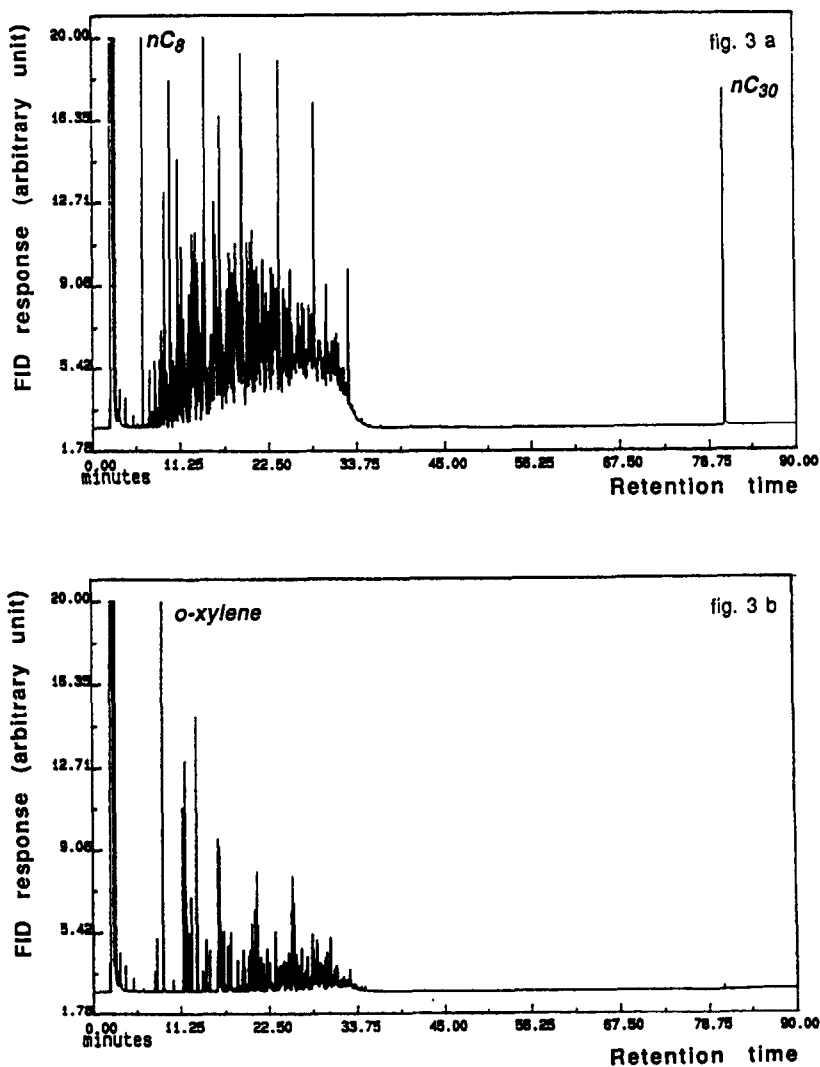 FID response (arbitrary unit)
20.00
16.35
12.71
9.06
5.42
1.78
nC8
fig. 3 a
nC30
0.00 11.25 22.50 33.75 45.00 56.25 67.50 78.75 90.00
minutes
Retention time
FID response (arbitrary unit)
20.00
16.35
12.71
9.06
5.42
1.78
o-xylene
fig. 3 b
0.00 11.25 22.50 33.75 45.00 56.25 67.50 78.75 90.00
minutes
Retention time